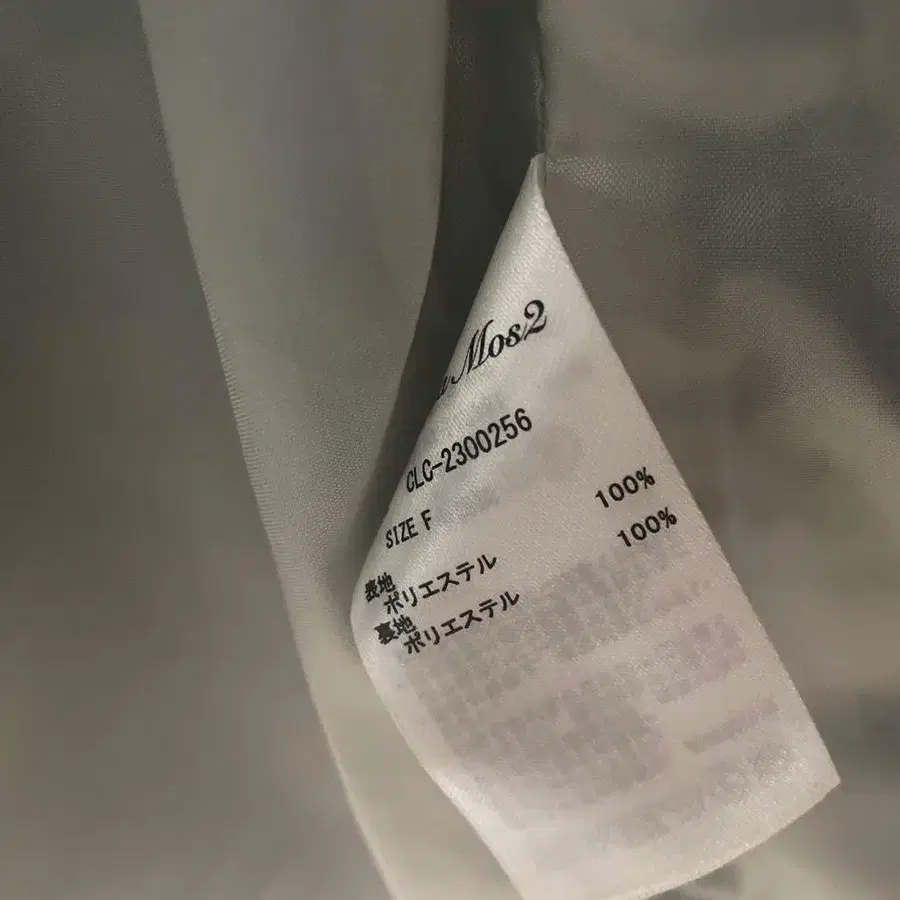 Mos2
CLC-2300256
SIZE F
表地
ポリエステル 100%
裏地
ポリエステル 100%